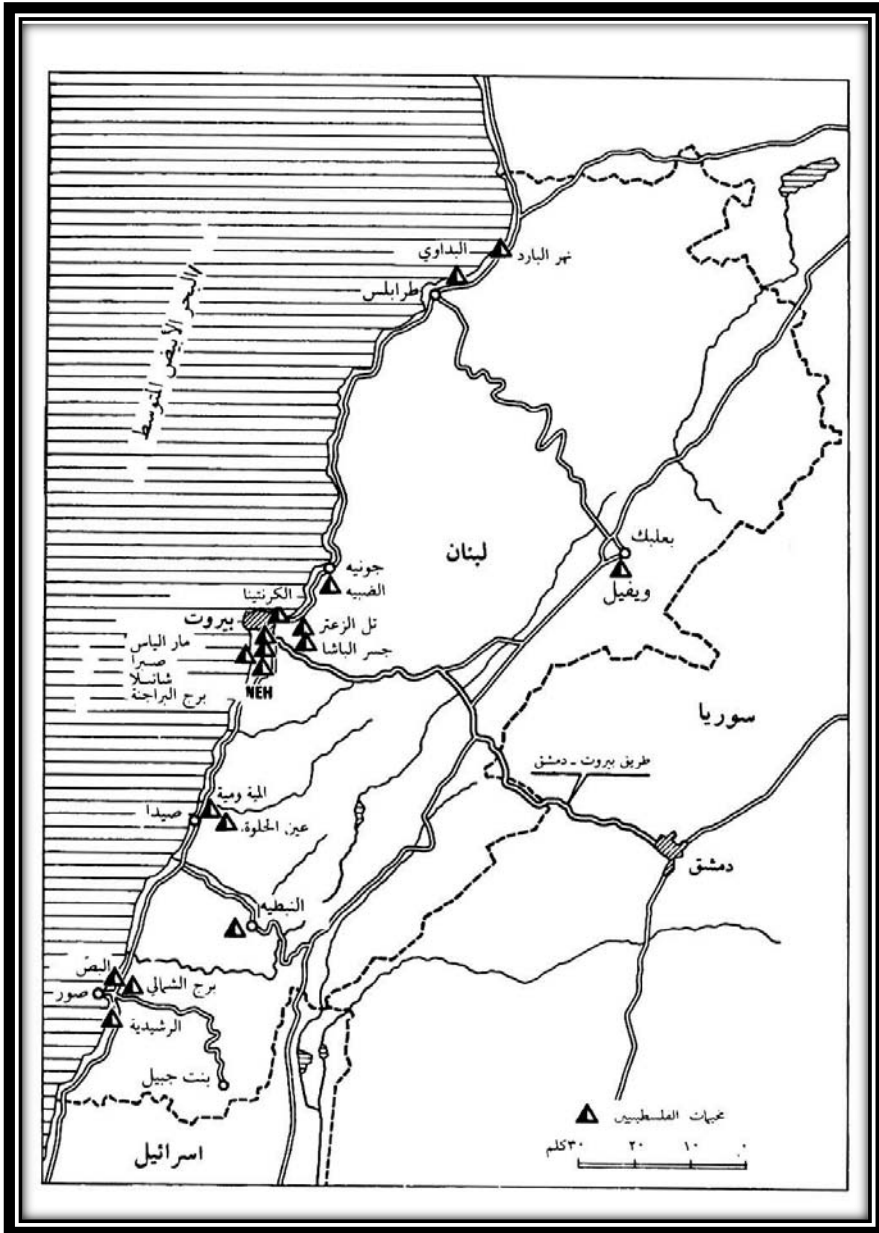 البحر الأبيض المتوسط
البداوي
نهر البارد
طرابلس
لبنان
بعلبك
ويفيل
جونيه
الضبيه
الكرنتينا
بيروت
تل الزعتر
جسر الباشا
مار الياس
صبرا
شاتيلا
برج البراجنة
NEH
سوريا
طريق بيروت - دمشق
دمشق
المية ومية
صيدا
عين الحلوة
النبطيه
البص
برج الشمالي
صور
الرشيدية
بنت جبيل
اسرائيل
مخيمات الفلسطينيين
٣٠كلم ٢٠ ١٠ ٠